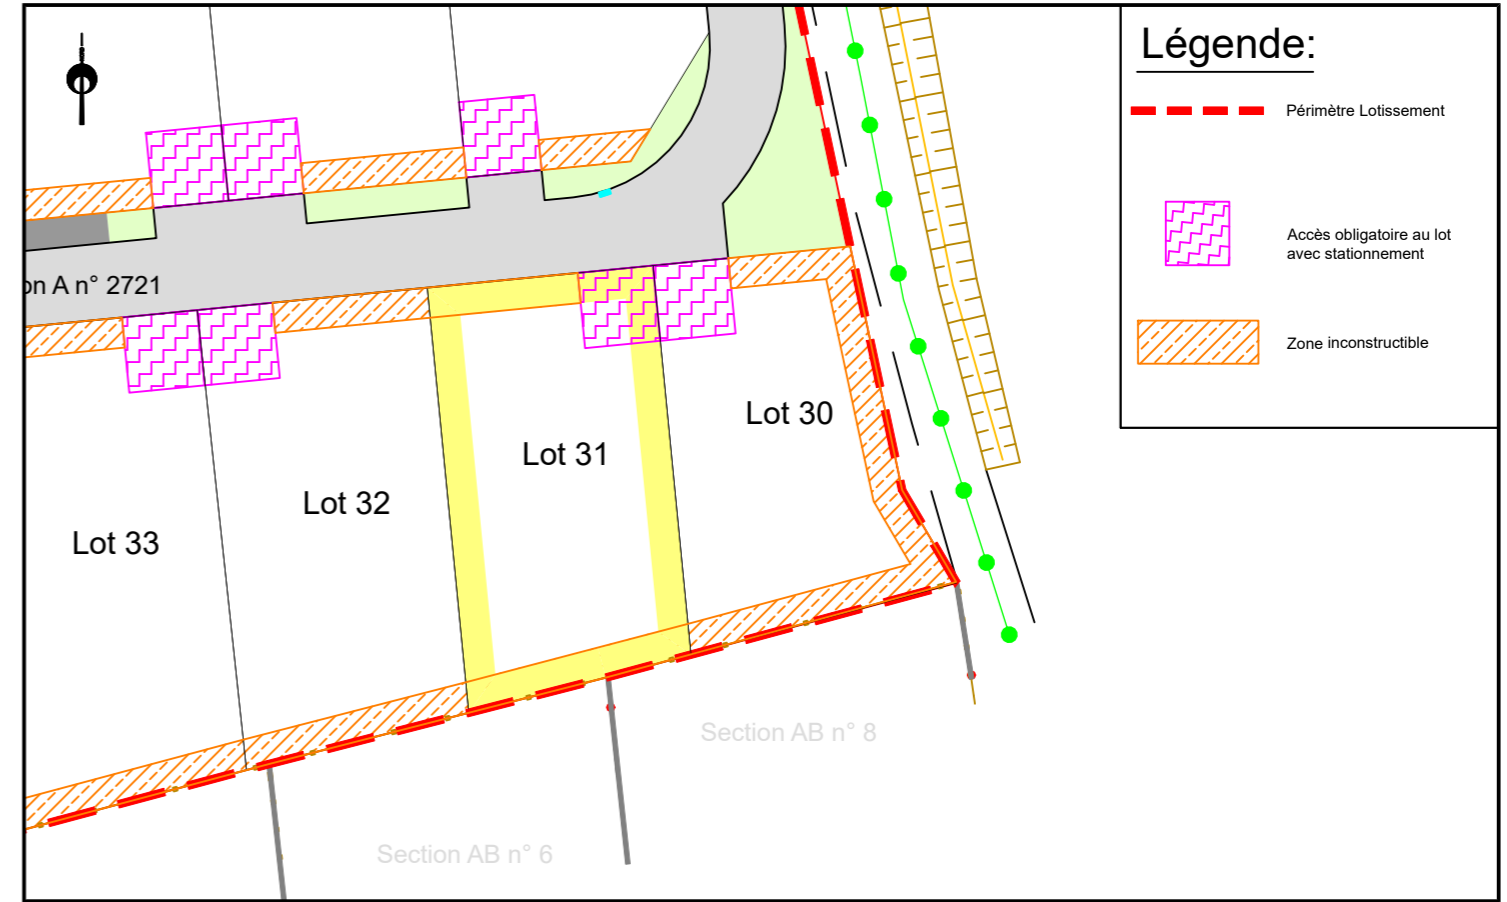 Légende:
Périmètre Lotissement
Accès obligatoire au lot
avec stationnement
Zone inconstructible
on A n° 2721
Lot 30
Lot 31
Lot 32
Lot 33
Section AB n° 8
Section AB n° 6